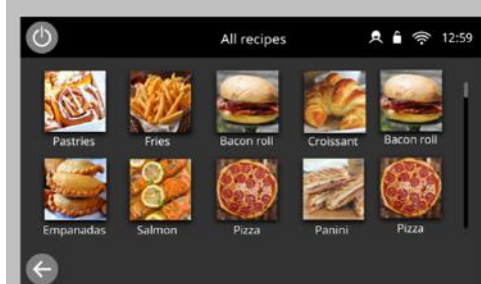 All recipes 12:59
Pastries Fries Bacon roll Croissant Bacon roll
Empanadas Salmon Pizza Panini Pizza